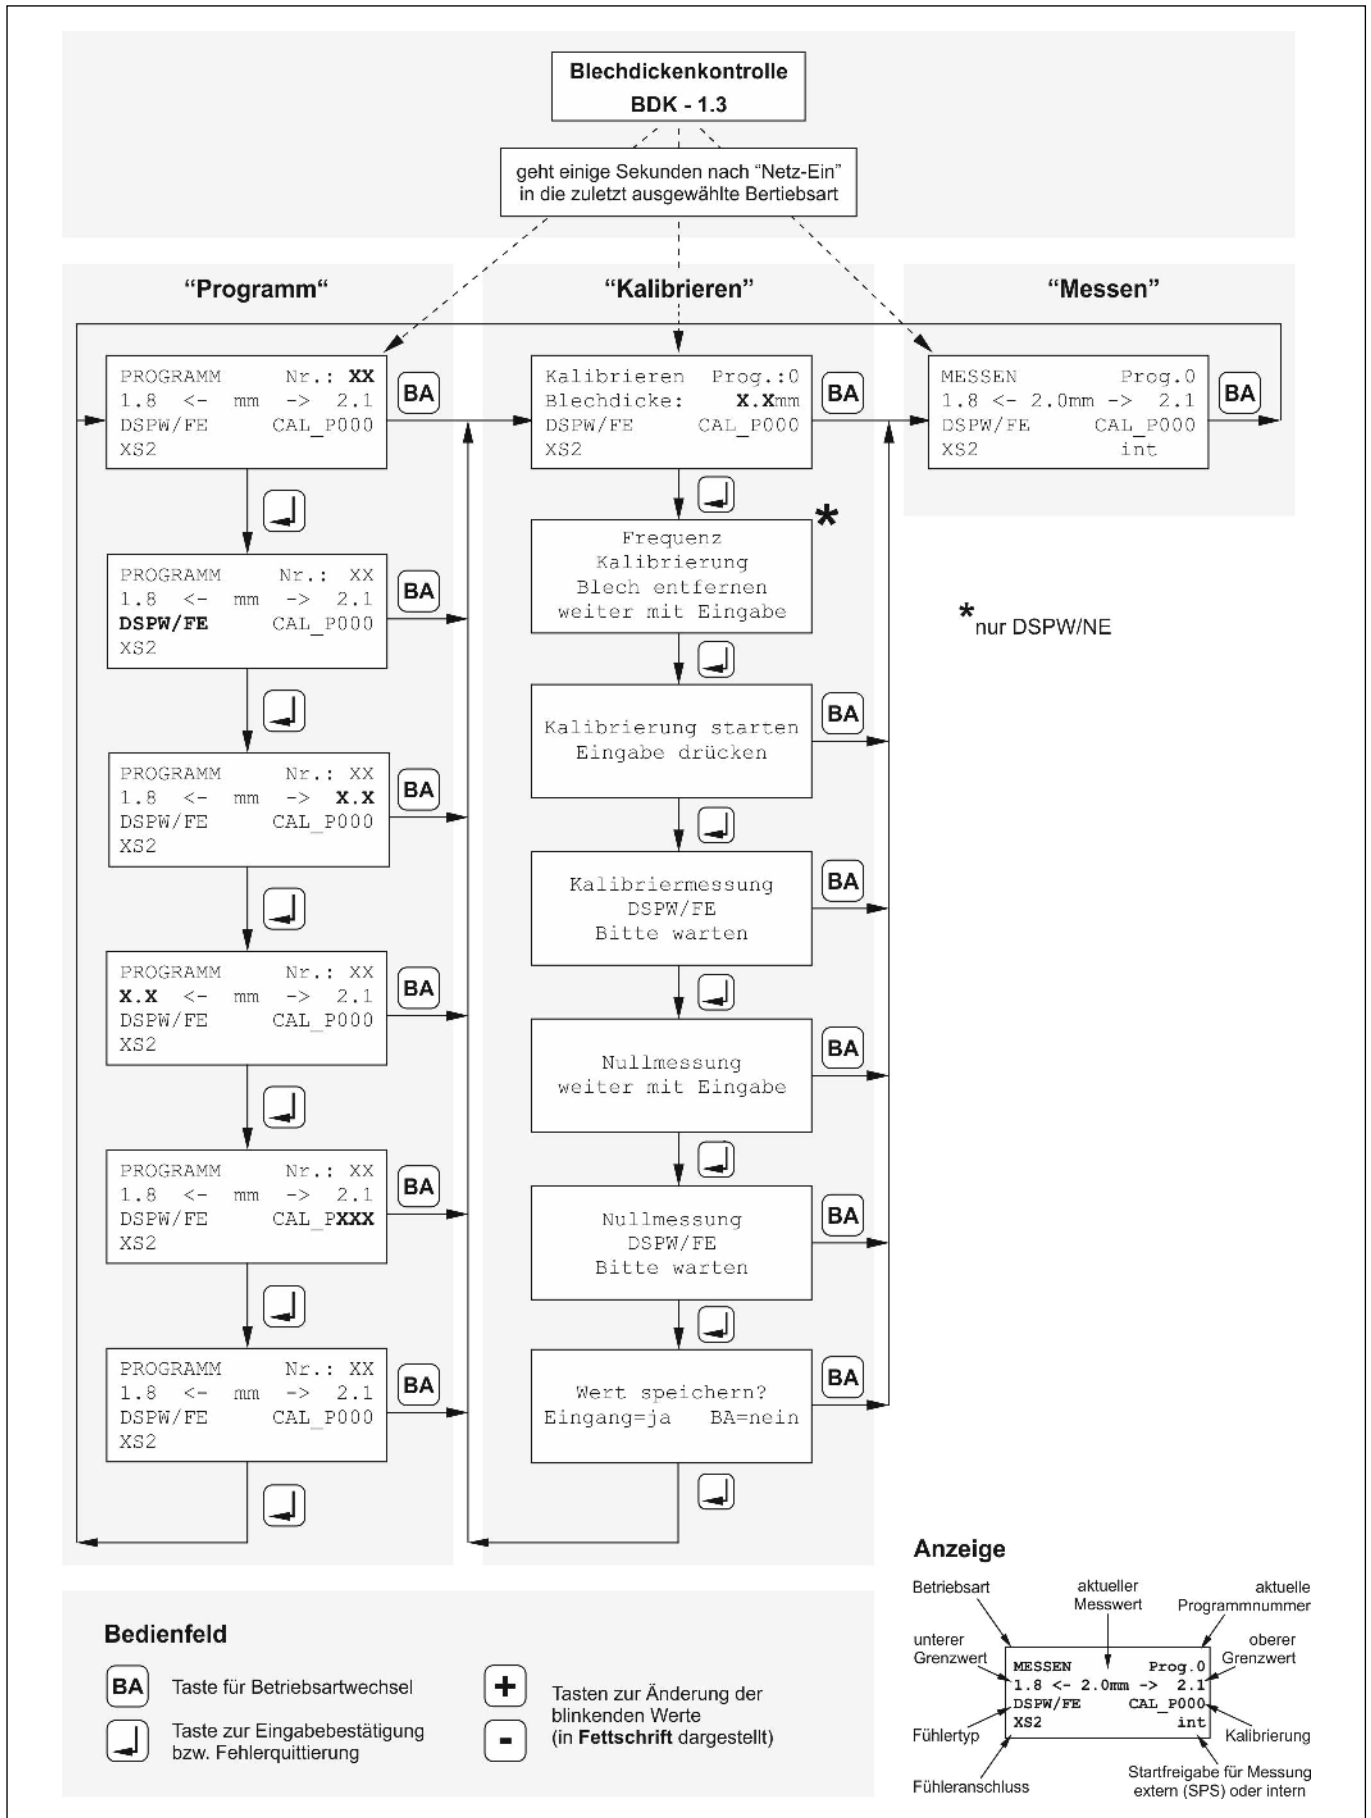 Blechdickenkontrolle
BDK - 1.3
geht einige Sekunden nach “Netz-Ein”
in die zuletzt ausgewählte Bertiebsart
“Programm“
PROGRAMM Nr.: XX
1.8 <- mm -> 2.1
DSPW/FE CAL_P000
XS2
BA
PROGRAMM Nr.: XX
1.8 <- mm -> 2.1
DSPW/FE CAL_P000
XS2
BA
PROGRAMM Nr.: XX
1.8 <- mm -> X.X
DSPW/FE CAL_P000
XS2
BA
PROGRAMM Nr.: XX
X.X <- mm -> 2.1
DSPW/FE CAL_P000
XS2
BA
PROGRAMM Nr.: XX
1.8 <- mm -> 2.1
DSPW/FE CAL_PXXX
XS2
BA
PROGRAMM Nr.: XX
1.8 <- mm -> 2.1
DSPW/FE CAL_P000
XS2
BA
“Kalibrieren”
Kalibrieren Prog.:0
Blechdicke: X.Xmm
DSPW/FE CAL_P000
XS2
BA
*
Frequenz
Kalibrierung
Blech entfernen
weiter mit Eingabe
Kalibrierung starten
Eingabe drücken
BA
Kalibriermessung
DSPW/FE
Bitte warten
BA
Nullmessung
weiter mit Eingabe
BA
Nullmessung
DSPW/FE
Bitte warten
BA
Wert speichern?
Eingang=ja BA=nein
BA
“Messen”
MESSEN Prog.0
1.8 <- 2.0mm -> 2.1
DSPW/FE CAL_P000
XS2 int
BA
*nur DSPW/NE
Bedienfeld
BA Taste für Betriebsartwechsel
Taste zur Eingabebestätigung
bzw. Fehlerquittierung
+
-
Tasten zur Änderung der
blinkenden Werte
(in Fettschrift dargestellt)
Anzeige
Betriebsart
aktueller
Messwert
aktuelle
Programmnummer
unterer
Grenzwert
oberer
Grenzwert
MESSEN Prog.0
1.8 <- 2.0mm -> 2.1
DSPW/FE CAL_P000
XS2 int
Fühlertyp
Kalibrierung
Fühleranschluss
Startfreigabe für Messung
extern (SPS) oder intern